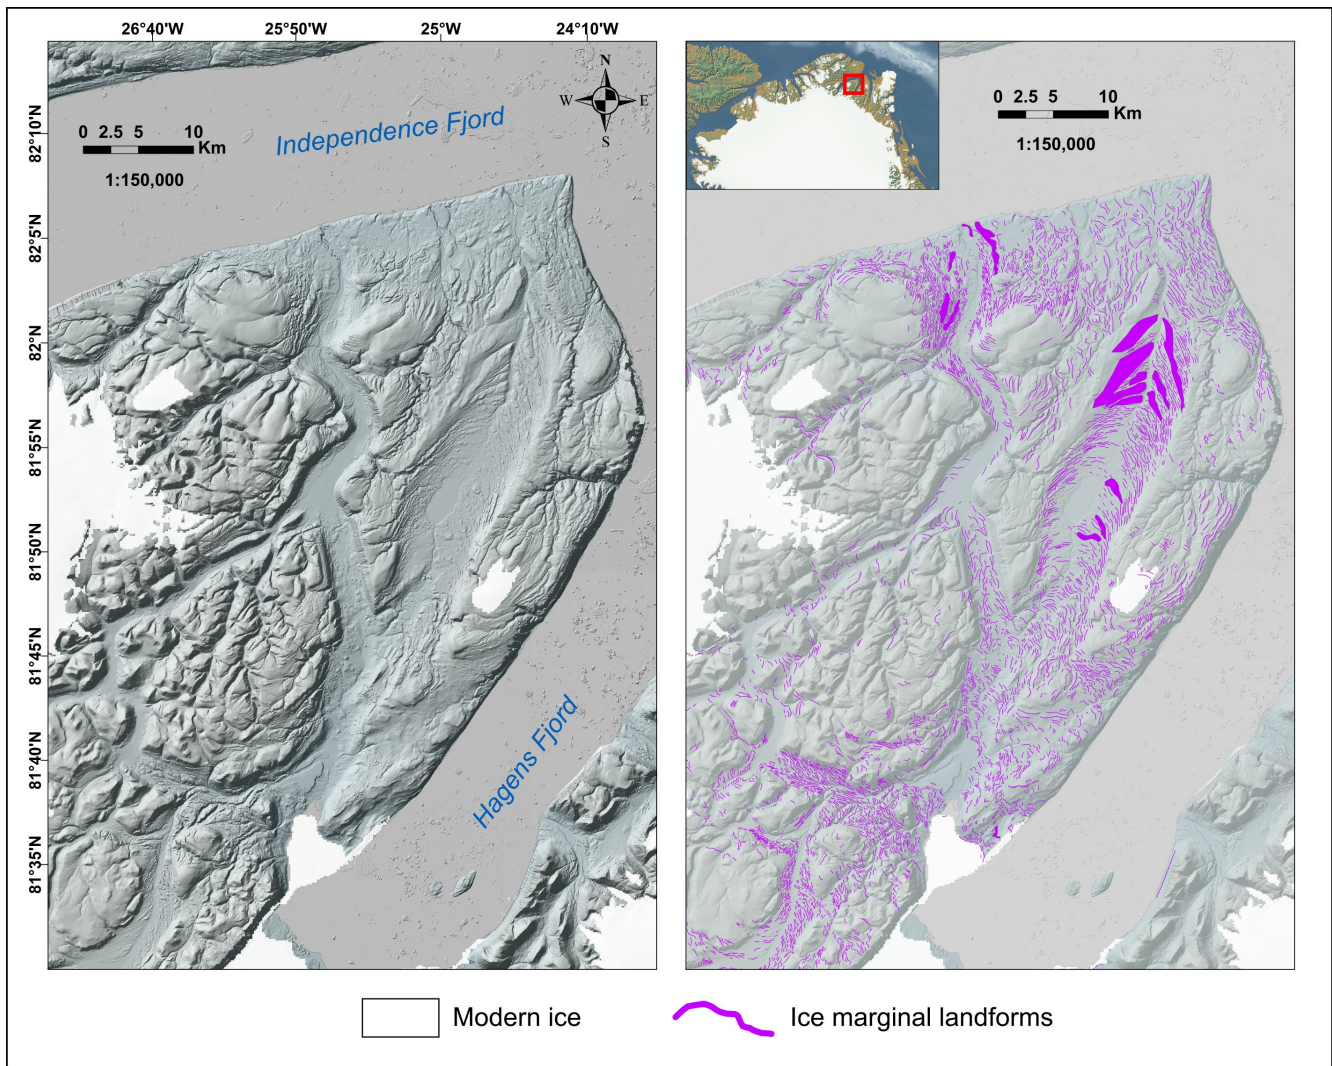 26°40'W 25°50'W 25°W 24°10'W
82°10'N
82°5'N
82°N
81°55'N
81°50'N
81°45'N
81°40'N
81°35'N
0 2.5 5 10
Km
1:150,000
Independence Fjord
N
W E
S
Hagens Fjord
0 2.5 5 10
Km
1:150,000
Modern ice
Ice marginal landforms